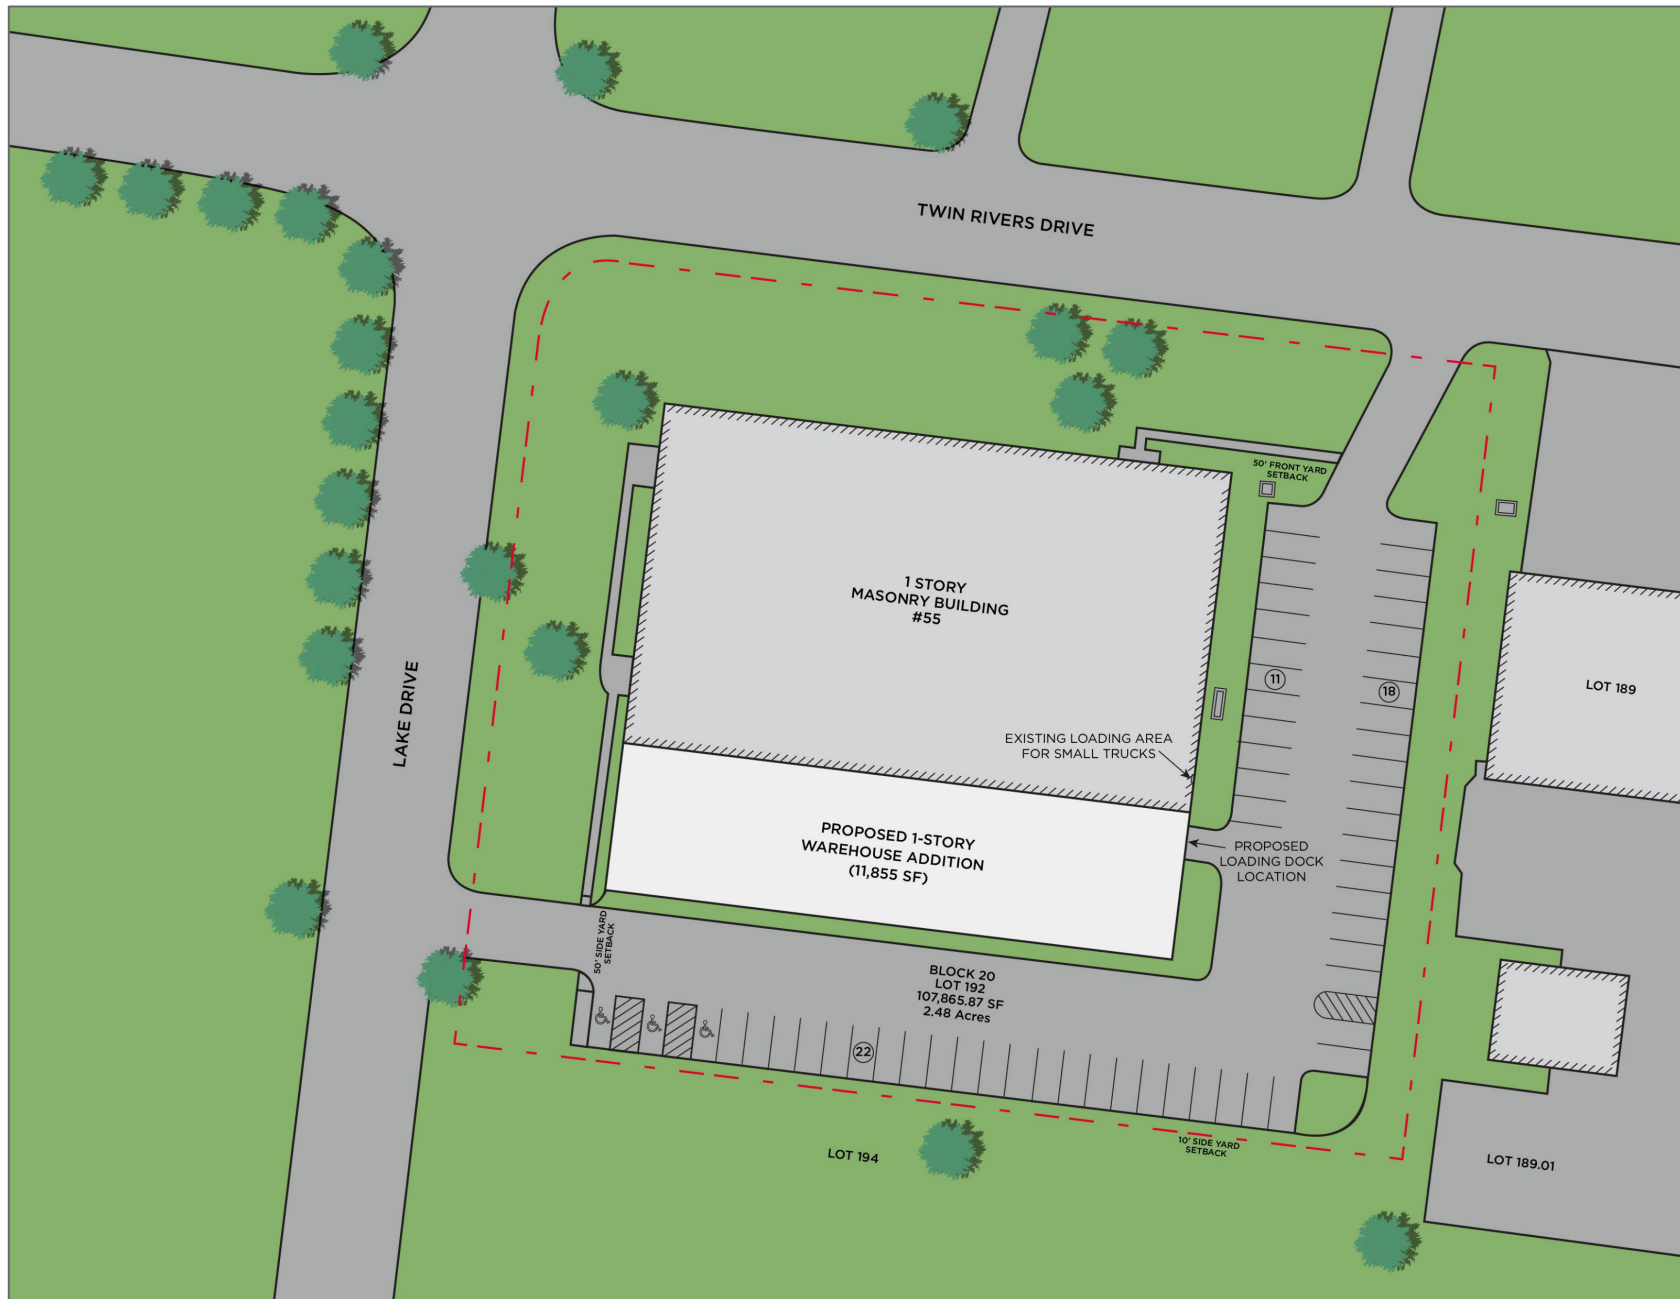 TWIN RIVERS DRIVE
50' FRONT YARD
SETBACK
1 STORY
MASONRY BUILDING
#55
11
18
LOT 189
LAKE DRIVE
EXISTING LOADING AREA
FOR SMALL TRUCKS
PROPOSED 1-STORY
WAREHOUSE ADDITION
(11,855 SF)
PROPOSED
LOADING DOCK
LOCATION
50' SIDE YARD
SETBACK
BLOCK 20
LOT 192
107,865.87 SF
2.48 Acres
22
10' SIDE YARD
SETBACK
LOT 194
LOT 189.01